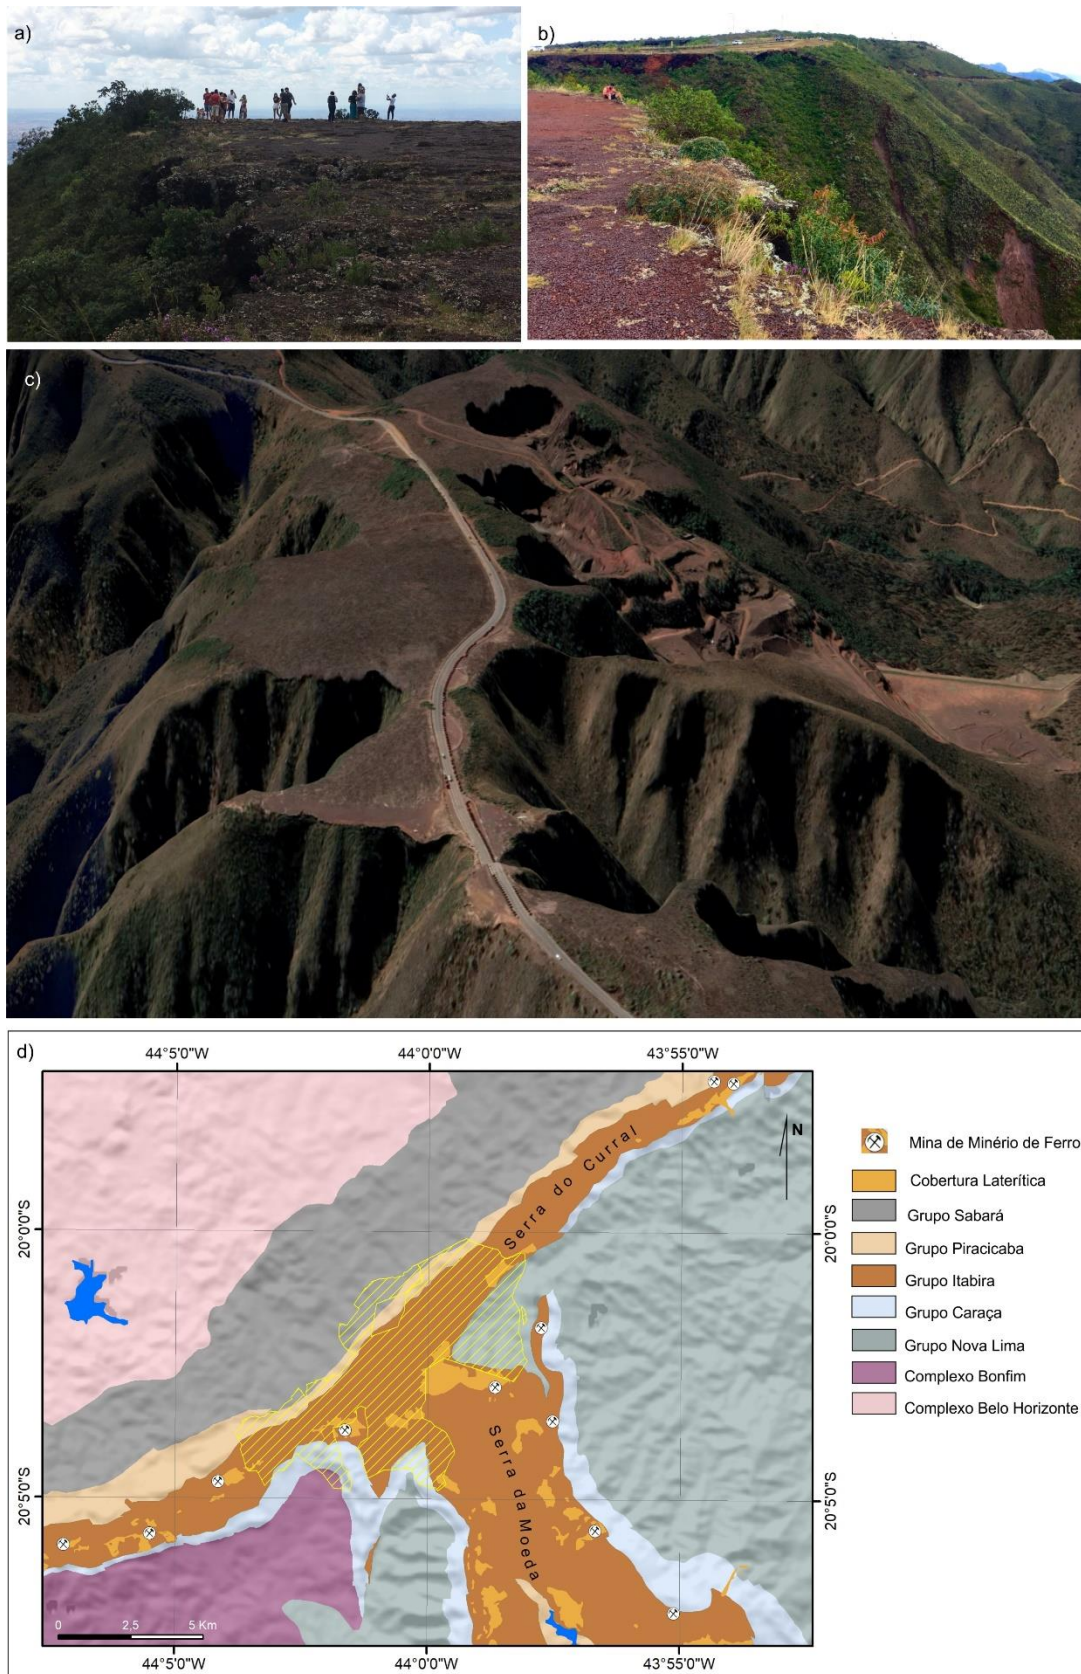 a)
b)
c)
d)
44°5'0"W
44°0'0"W
43°55'0"W
20°0'0"S
20°0'0"S
20°5'0"S
20°5'0"S
Serra do Curral
Serra da Moeda
N
0 2,5 5 Km
44°5'0"W
44°0'0"W
43°55'0"W
Mina de Minério de Ferro
Cobertura Laterítica
Grupo Sabará
Grupo Piracicaba
Grupo Itabira
Grupo Caraça
Grupo Nova Lima
Complexo Bonfim
Complexo Belo Horizonte